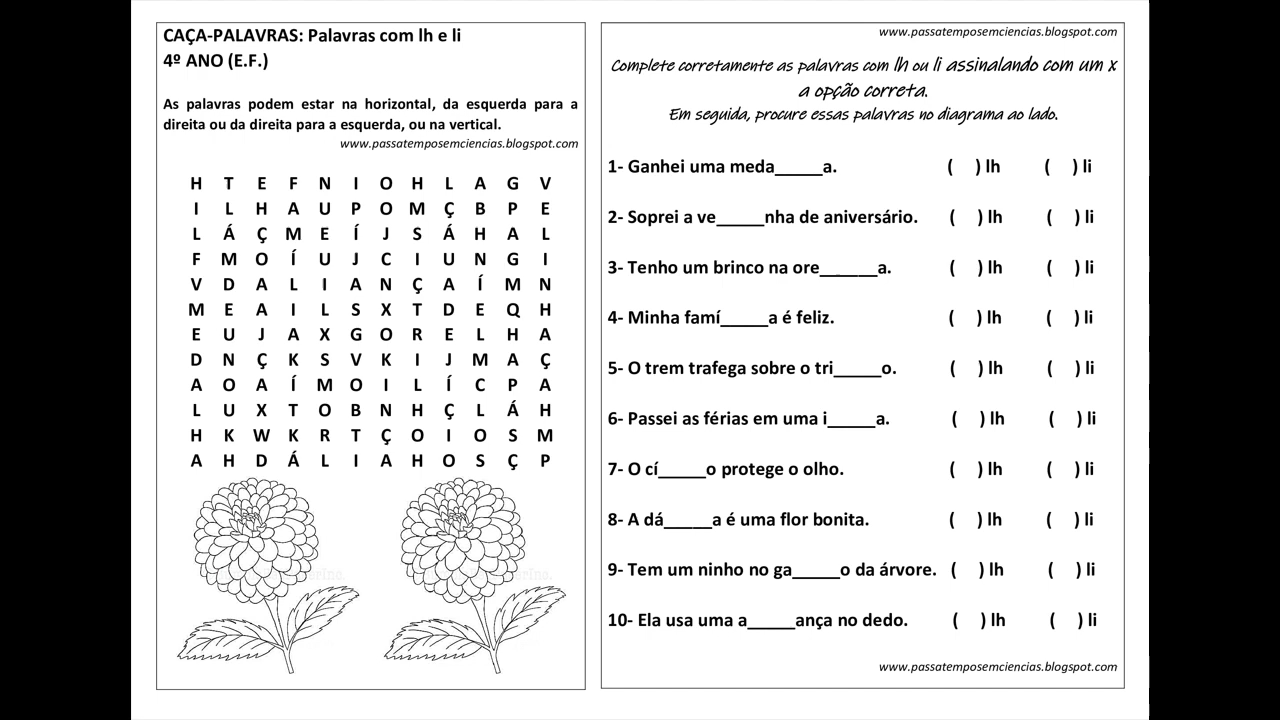 CAÇA-PALAVRAS: Palavras com lh e li
4º ANO (E.F.)
As palavras podem estar na horizontal, da esquerda para a
direita ou da direita para a esquerda, ou na vertical.
www.passatemposemciencias.blogspot.com
H T E F N I O H L A G V
I L H A U P O M Ç B P E
L Á Ç M E Í J S Á H A L
F M O Í U J C I U N G I
V D A L I A N Ç A Í M N
M E A I L S X T D E Q H
E U J A X G O R E L H A
D N Ç K S V K I J M A Ç
A O A Í M O I L Í C P A
L U X T O B N H Ç L Á H
H K W K R T Ç O I O S M
A H D Á L I A H O S Ç P
www.passatemposemciencias.blogspot.com
Complete corretamente as palavras com lh ou li assinalando com um x
a opção correta.
Em seguida, procure essas palavras no diagrama ao lado.
1- Ganhei uma meda_____a. ( ) lh ( ) li
2- Soprei a ve_____nha de aniversário. ( ) lh ( ) li
3- Tenho um brinco na ore______a. ( ) lh ( ) li
4- Minha famí_____a é feliz. ( ) lh ( ) li
5- O trem trafega sobre o tri_____o. ( ) lh ( ) li
6- Passei as férias em uma i_____a. ( ) lh ( ) li
7- O cí_____o protege o olho. ( ) lh ( ) li
8- A dá_____a é uma flor bonita. ( ) lh ( ) li
9- Tem um ninho no ga_____o da árvore. ( ) lh ( ) li
10- Ela usa uma a_____ança no dedo. ( ) lh ( ) li
www.passatemposemciencias.blogspot.com